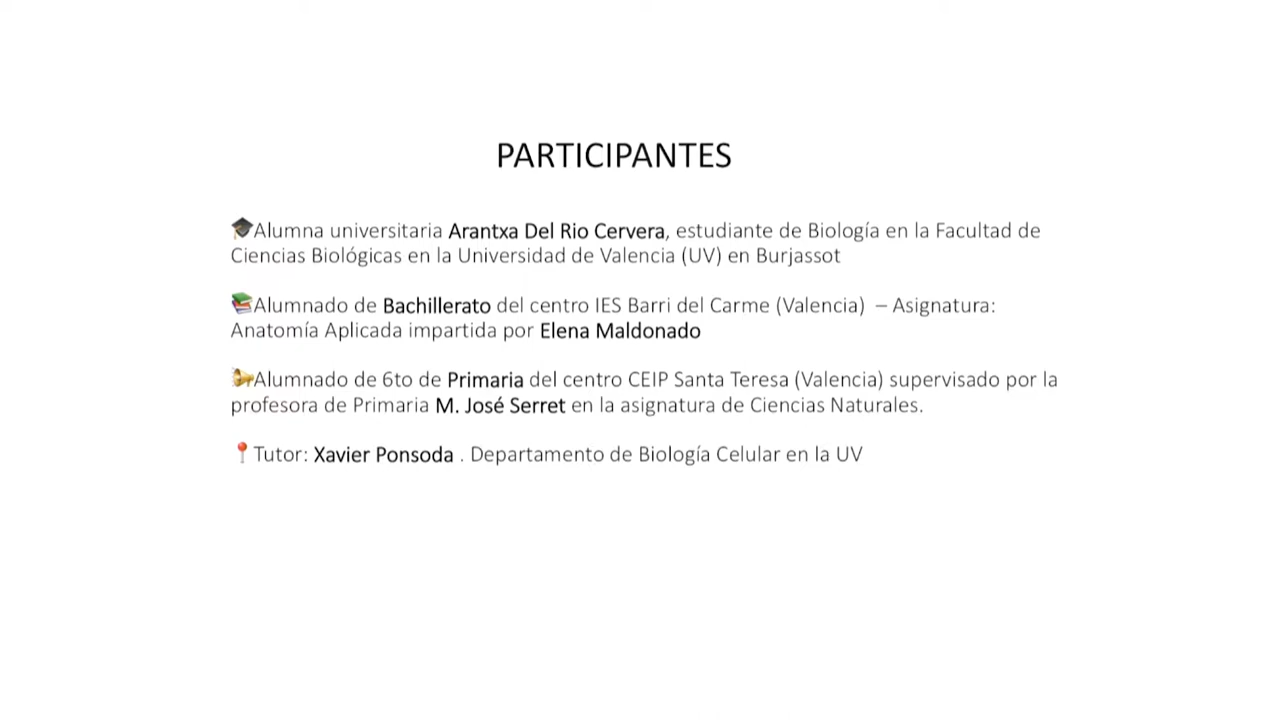 PARTICIPANTES
🎓Alumna universitaria Arantxa Del Rio Cervera, estudiante de Biología en la Facultad de
Ciencias Biológicas en la Universidad de Valencia (UV) en Burjassot
📚Alumnado de Bachillerato del centro IES Barri del Carme (Valencia) – Asignatura:
Anatomía Aplicada impartida por Elena Maldonado
📣Alumnado de 6to de Primaria del centro CEIP Santa Teresa (Valencia) supervisado por la
profesora de Primaria M. José Serret en la asignatura de Ciencias Naturales.
📍Tutor: Xavier Ponsoda . Departamento de Biología Celular en la UV